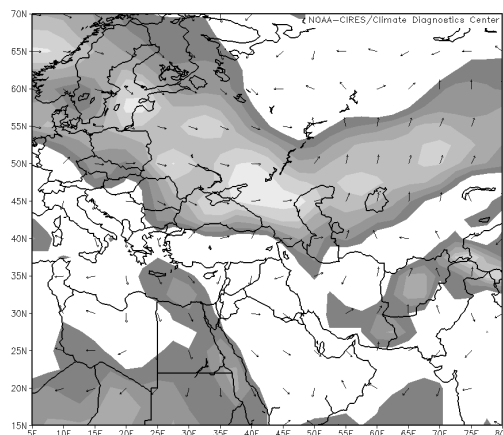 NOAA-CIRES/Climate Diagnostics Center
70N
65N
60N
55N
50N
45N
40N
35N
30N
25N
20N
15N
5E 10E 15E 20E 25E 30E 35E 40E 45E 50E 55E 60E 65E 70E 75E 80E